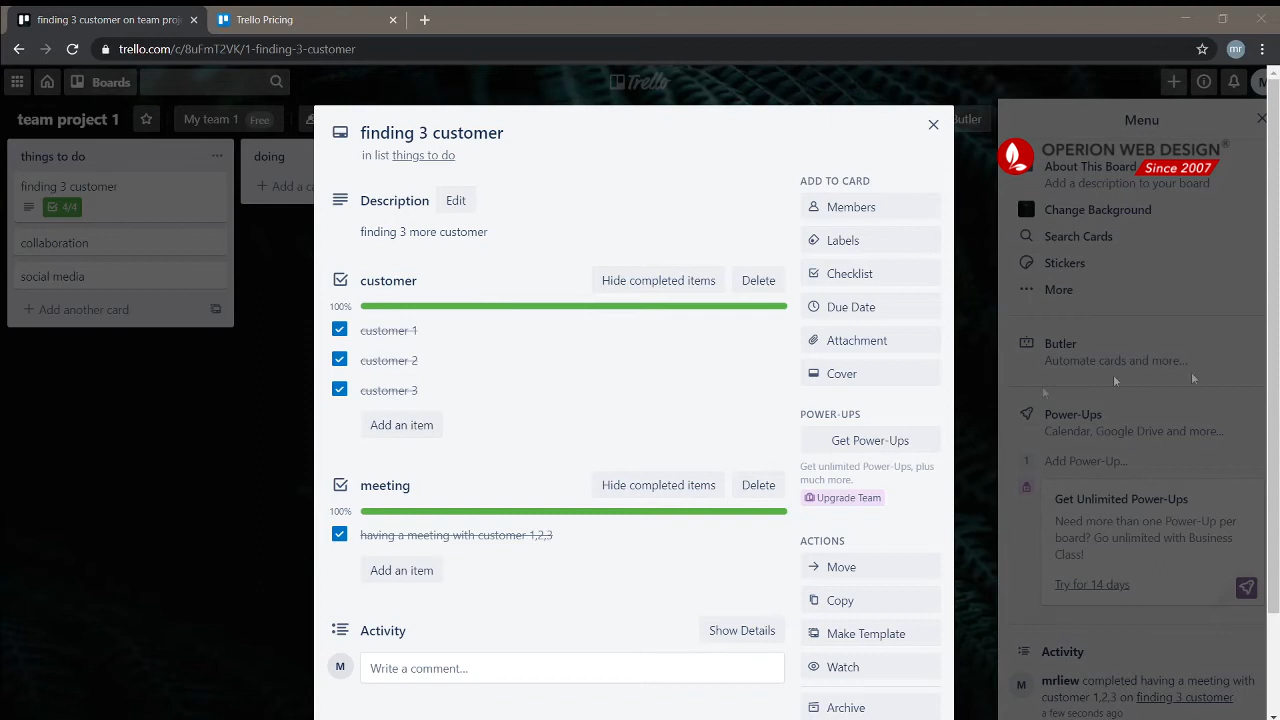 finding 3 customer on team proj
Trello Pricing
trello.com/c/8uFmT2VK/1-finding-3-customer
mr
Boards
Trello
M
team project 1
My team 1
Free
Butler
things to do
finding 3 customer
4/4
collaboration
social media
Add another card
doing
Add a c
finding 3 customer
in list things to do
Description
Edit
finding 3 more customer
customer
Hide completed items
Delete
100%
customer 1
customer 2
customer 3
Add an item
meeting
Hide completed items
Delete
100%
having a meeting with customer 1,2,3
Add an item
Activity
Show Details
M
Write a comment...
ADD TO CARD
Members
Labels
Checklist
Due Date
Attachment
Cover
POWER-UPS
Get Power-Ups
Get unlimited Power-Ups, plus
much more.
Upgrade Team
ACTIONS
Move
Copy
Make Template
Watch
Archive
Menu
OPERION WEB DESIGN®
Since 2007
About This Board
Add a description to your board
Change Background
Search Cards
Stickers
More
Butler
Automate cards and more...
Power-Ups
Calendar, Google Drive and more...
1
Add Power-Up...
Get Unlimited Power-Ups
Need more than one Power-Up per
board? Go unlimited with Business
Class!
Try for 14 days
Activity
M
mrliew completed having a meeting with
customer 1,2,3 on finding 3 customer
a few seconds ago